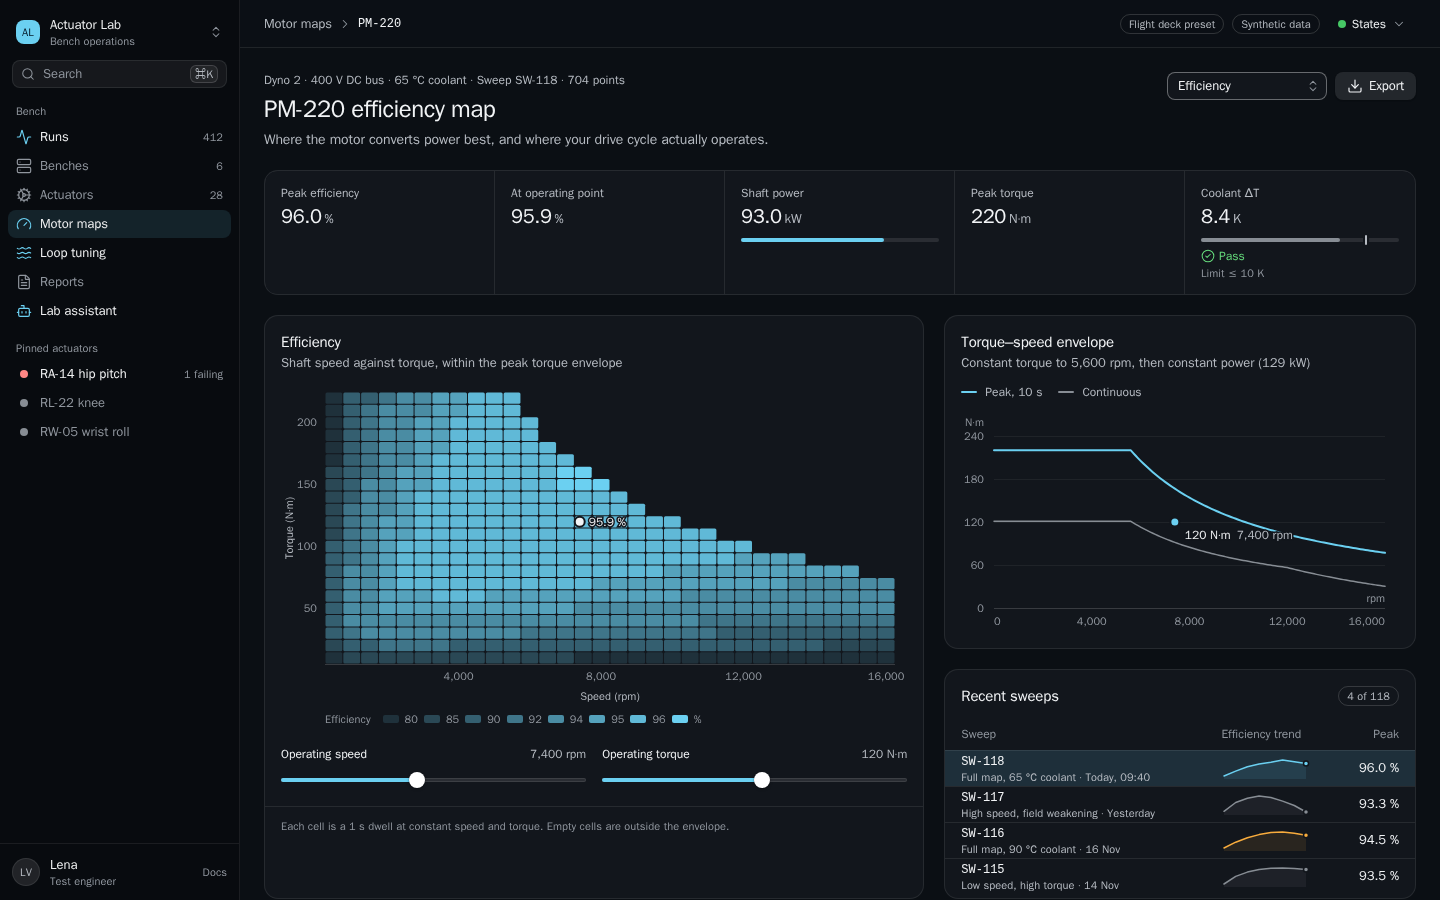 AL
Actuator Lab
Bench operations
Search
⌘K
Bench
Runs 412
Benches 6
Actuators 28
Motor maps
Loop tuning
Reports
Lab assistant
Pinned actuators
RA-14 hip pitch 1 failing
RL-22 knee
RW-05 wrist roll
LV
Lena
Test engineer
Docs
Motor maps > PM-220
Flight deck preset
Synthetic data
States
Dyno 2 · 400 V DC bus · 65 °C coolant · Sweep SW-118 · 704 points
PM-220 efficiency map
Where the motor converts power best, and where your drive cycle actually operates.
Efficiency
Export
Peak efficiency
96.0 %
At operating point
95.9 %
Shaft power
93.0 kW
Peak torque
220 N·m
Coolant ΔT
8.4 K
Pass
Limit ≤ 10 K
Efficiency
Shaft speed against torque, within the peak torque envelope
200
150
100
50
Torque (N·m)
95.9 %
4,000 8,000 12,000 16,000
Speed (rpm)
Efficiency 80 85 90 92 94 95 96 %
Operating speed 7,400 rpm
Operating torque 120 N·m
Each cell is a 1 s dwell at constant speed and torque. Empty cells are outside the envelope.
Torque–speed envelope
Constant torque to 5,600 rpm, then constant power (129 kW)
Peak, 10 s Continuous
N·m
240
180
120
60
0
120 N·m 7,400 rpm
rpm
0 4,000 8,000 12,000 16,000
Recent sweeps
4 of 118
Sweep Efficiency trend Peak
SW-118
Full map, 65 °C coolant · Today, 09:40
96.0 %
SW-117
High speed, field weakening · Yesterday
93.3 %
SW-116
Full map, 90 °C coolant · 16 Nov
94.5 %
SW-115
Low speed, high torque · 14 Nov
93.5 %